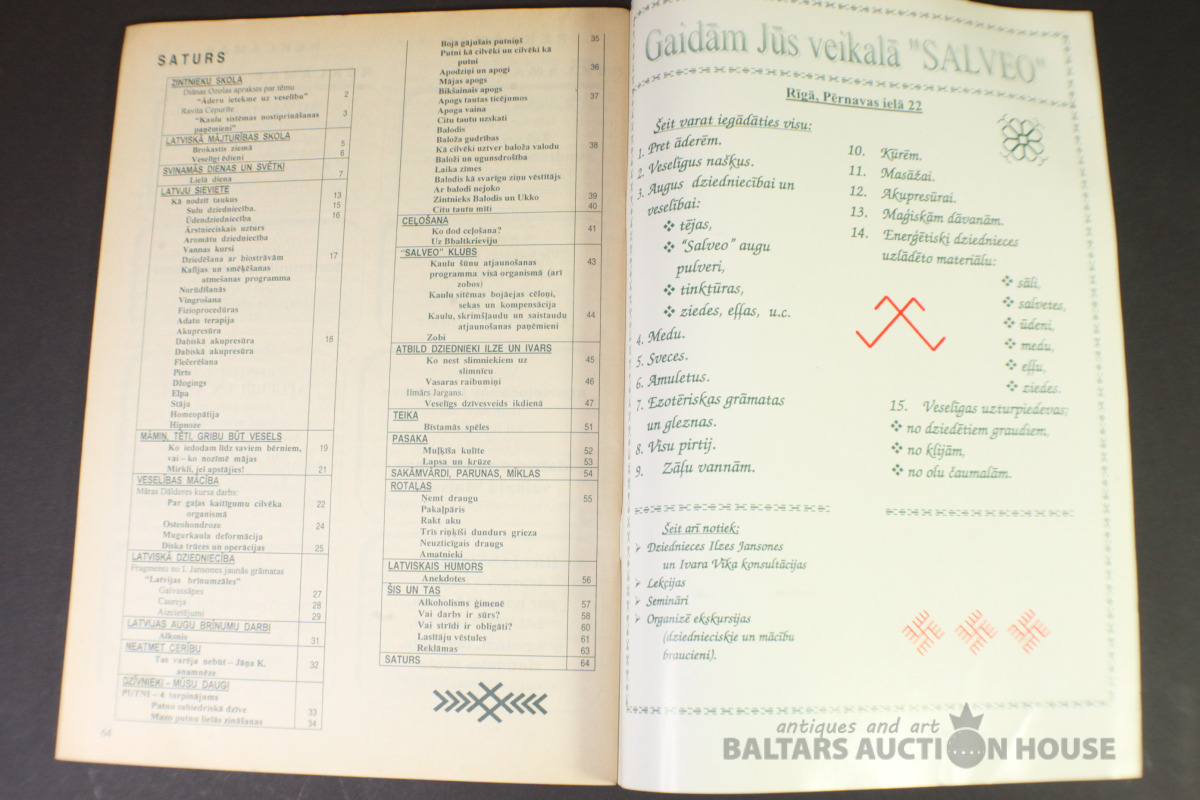 SATURS
ZINTNIEKU SKOLA
Diānas Ozolas apraksts par tēmu
“Āderu ietekme uz veselību” 2
Ravita Cepurīte
“Kaulu sistēmas nostiprināšanas 3
paņēmieni”
LATVISKĀ MĀJTURĪBAS SKOLA
Brokastis ziemā 5
Veselīgi ēdieni 6
SVINAMĀS DIENAS UN SVĒTKI
Lielā diena 7
LATVJU SIEVIETE
Kā nodzīt taukus 13
Sulu dziedniecība. 15
Ūdendziedniecība 16
Ārstnieciskais uzturs
Aromātu dziedniecība
Vannas kursi
Dziedēšana ar biostrāvām 17
Kafijas un smēķēšanas
atmešanas programma
Norūdīšanās
Vingrošana
Fizioprocedūras
Adatu terapija
Akupresūra
Dabiskā akupresūra 18
Dabiskā akupresūra
Flečerēšana
Pirts
Džogings
Elpa
Stāja
Homeopātija
Hipnoze
MĀMIŅ, TĒTI, GRIBU BŪT VESELS
Ko iedodam līdz saviem bērniem, 19
vai – ko nozīmē mājas
Mirkli, jel apstājies! 21
VESELĪBAS MĀCĪBA
Māras Dālderes kursa darbs:
Par gaļas kaitīgumu cilvēka 22
organismā
Osteohondroze 24
Mugurkaula deformācija
Diska trūces un operācijas 25
LATVISKĀ DZIEDNIECĪBA
Fragments no I. Jansones jaunās grāmatas
“Latvijas brīnumzāles”
Galvassāpes 27
Caureja 28
Aizcietējumi 29
LATVIJAS AUGU BRĪNUMU DARBI
Alksnis 31
NEATMET CERĪBU
Tas varēja nebūt – Jāņa K. 32
anamnēze
DZĪVNIEKI – MŪSU DRAUGI
PUTNI – 4. turpinājums
Putnu sabiedriskā dzīve 33
Mazo putnu lielās zināšanas 34
64
Bojā gājušais putniņš 35
Putni kā cilvēki un cilvēki kā
putni
Apodziņi un apogi 36
Mājas apogs
Bikšainais apogs
Apogs tautas ticējumos 37
Apoga vaina
Citu tautu uzskati
Balodis
Baloža gudrības
Kā cilvēki uztver baloža valodu 38
Baloži un ugunsdrošība
Laika zīmes
Balodis kā svarīgu ziņu vēstītājs
Ar balodi nejoko
Zintnieks Balodis un Ukko 39
Citu tautu mīti 40
CEĻOŠANA
Ko dod ceļošana? 41
Uz Bbaltkrieviju
“SALVEO” KLUBS
Kaulu šūnu atjaunošanas 43
programma visā organismā (arī
zobos)
Kaulu sitēmas bojāejas cēloņi,
sekas un kompensācija
Kaulu, skrimšļaudu un saistaudu 44
atjaunošanas paņēmieni
Zobi
ATBILD DZIEDNIEKI ILZE UN IVARS
Ko nest slimniekiem uz 45
slimnīcu
Vasaras raibumiņi 46
Ilmārs Jargans.
Veselīgs dzīvesveids ikdienā 47
TEIKA
Bīstamās spēles 51
PASAKA
Muļķīša kulīte 52
Lapsa un krūze 53
SAKĀMVĀRDI, PARUNAS, MĪKLAS 54
ROTAĻAS
Ņemt draugu 55
Pakaļpāris
Rakt aku
Trīs riņķīši dundurs grieza
Neuzticīgais draugs
Amatnieki
LATVISKAIS HUMORS
Anekdotes 56
ŠIS UN TAS
Alkoholisms ģimenē 57
Vai darbs ir sūrs? 58
Vai strīdi ir obligāti? 60
Lasītāju vēstules 61
Reklāmas 63
SATURS 64
Gaidām Jūs veikalā "SALVEO"
Rīgā, Pērnavas ielā 22
Šeit varat iegādāties visu:
1. Pret āderēm.
2. Veselīgus našķus.
3. Augus dziedniecībai un
veselībai:
❖ tējas,
❖ “Salveo” augu
pulveri,
❖ tinktūras,
❖ ziedes, eļļas, u.c.
4. Medu.
5. Sveces.
6. Amuletus.
7. Ezotēriskas grāmatas
un gleznas.
8. Visu pirtij.
9. Zāļu vannām.
10. Kūrēm.
11. Masāžai.
12. Akupresūrai.
13. Maģiskām dāvanām.
14. Enerģētiski dziednieces
uzlādēto materiālu:
❖ sāli,
❖ salvetes,
❖ ūdeni,
❖ medu,
❖ eļļu,
❖ ziedes.
15. Veselīgas uzturpiedevas;
❖ no dziedētiem graudiem,
❖ no klijām,
❖ no olu čaumalām.
Šeit arī notiek:
➢ Dziednieces Ilzes Jansones
un Ivara Vīka konsultācijas
➢ Lekcijas
➢ Semināri
➢ Organizē ekskursijas
(dziednieciskie un mācību
braucieni).
antiques and art
BALTARS AUCTION HOUSE